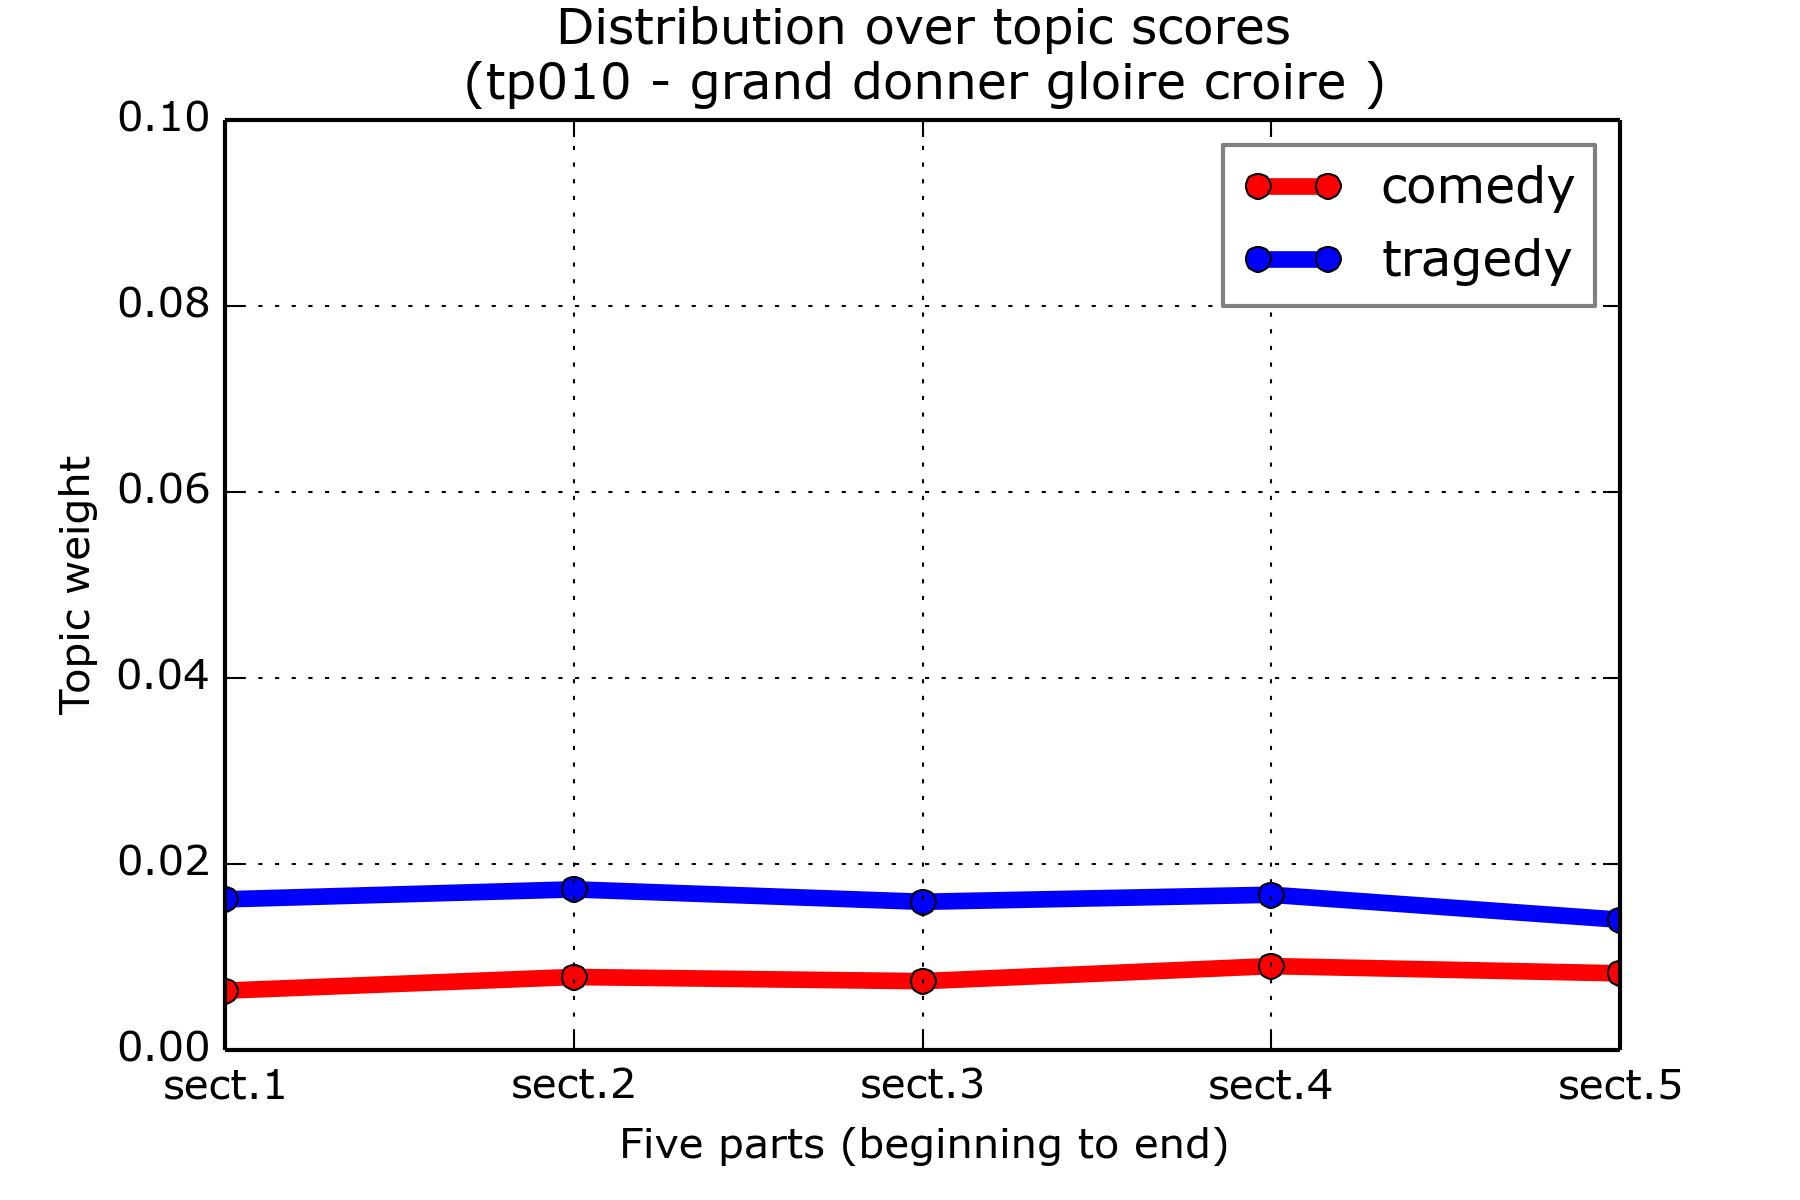 Distribution over topic scores
(tp010 - grand donner gloire croire )
0.10
0.08
0.06
0.04
0.02
0.00
Topic weight
comedy
tragedy
sect.1 sect.2 sect.3 sect.4 sect.5
Five parts (beginning to end)